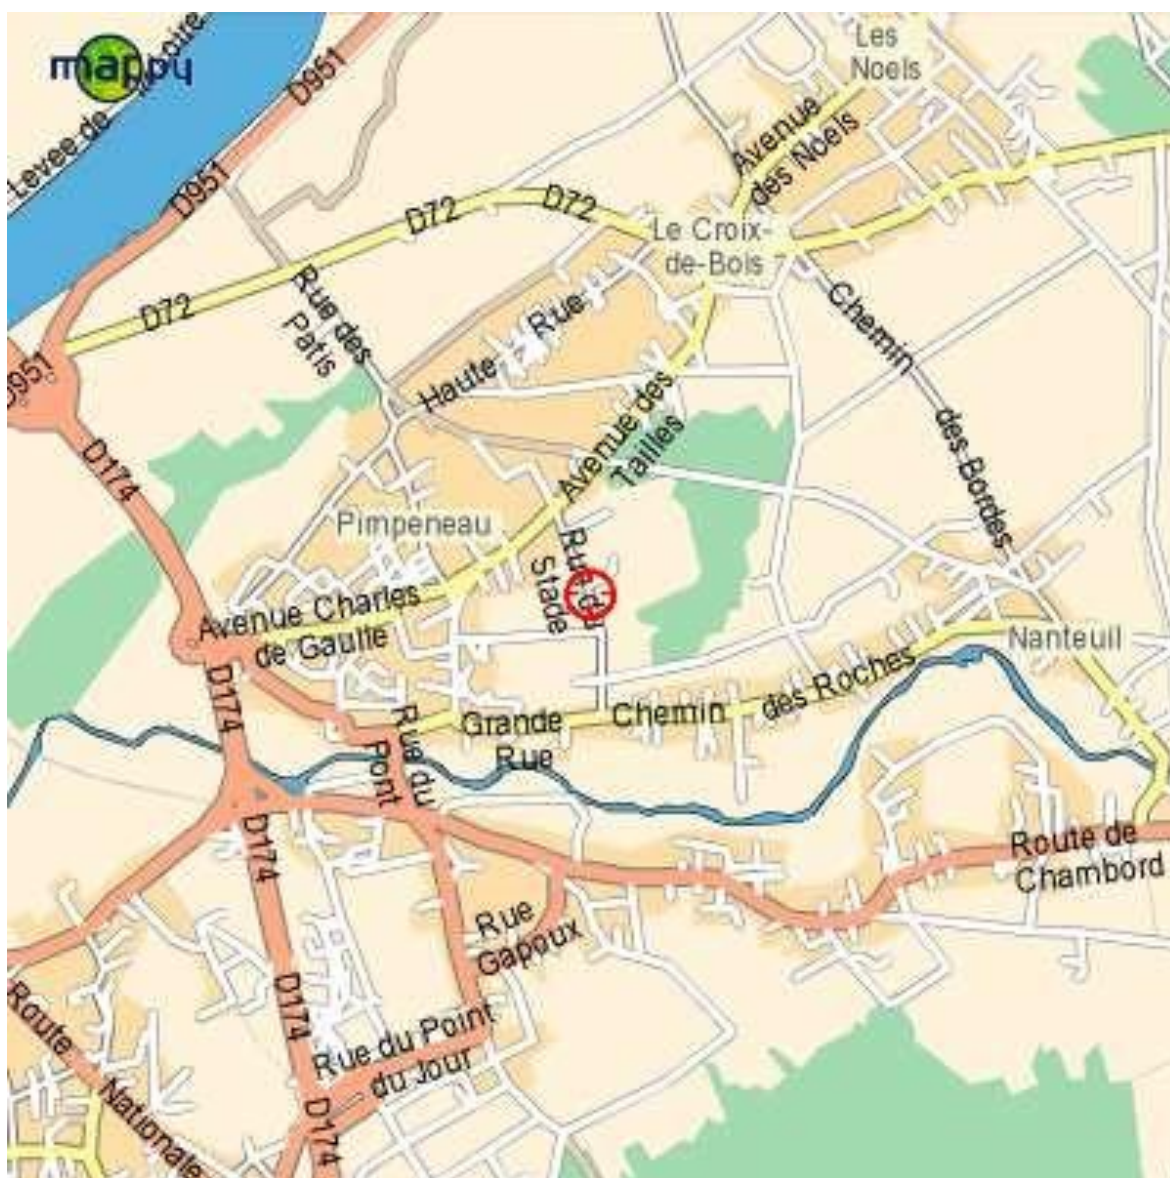 mappy
Levee de
Loire
D951
Les
Noels
Avenue
des Noels
D951
D72
D72
Le Croix-
de-Bois
D72
Rue des
Patis
Haute Rue
Chemin
des Bordes
D951
D174
Avenue des
Tailles
Pimpeneau
Rue du
Stade
Avenue Charles
de Gaulle
Nanteuil
D174
Rue du
Pont
Grande
Rue
Chemin des Roches
D174
Route de
Chambord
Rue
Gapoux
D174
Route
Nationale
Rue du Point
du Jour
D174